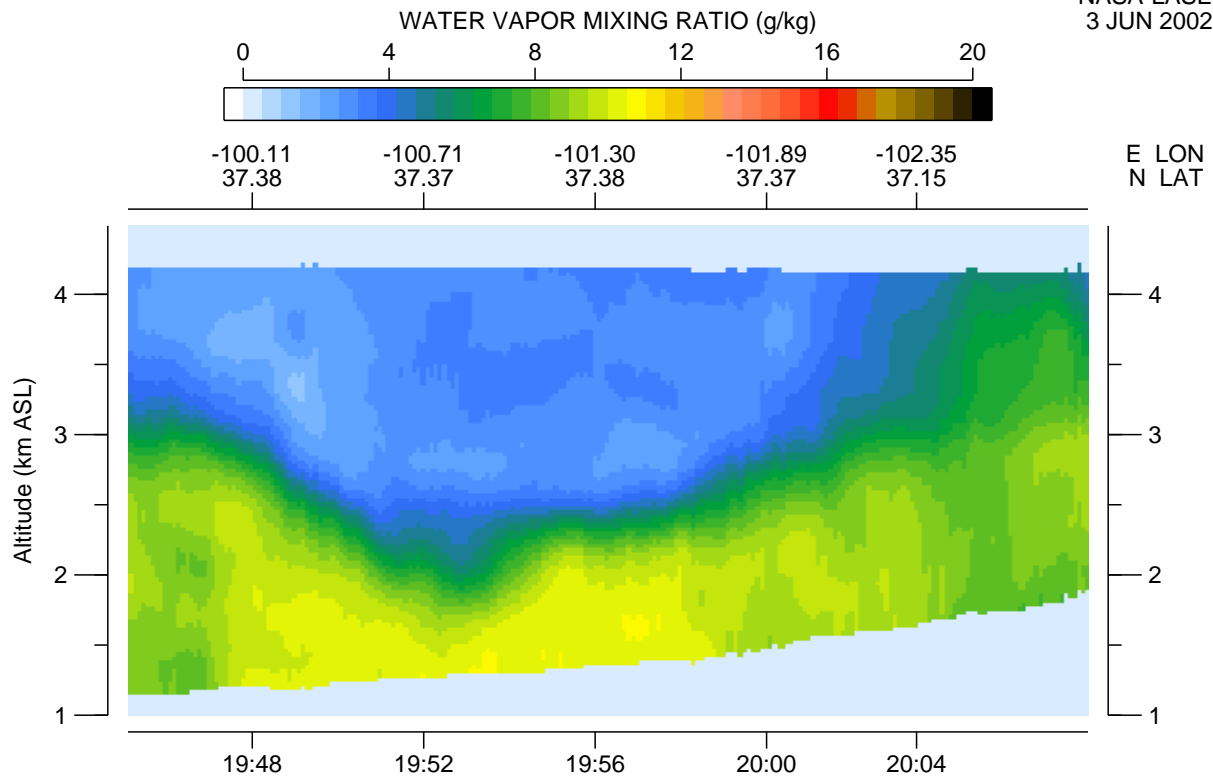 NASA LASE
WATER VAPOR MIXING RATIO (g/kg)
3 JUN 2002
0 4 8 12 16 20
-100.11 -100.71 -101.30 -101.89 -102.35 E LON
37.38 37.37 37.38 37.37 37.15 N LAT
Altitude (km ASL)
4 4
3 3
2 2
1 1
19:48 19:52 19:56 20:00 20:04